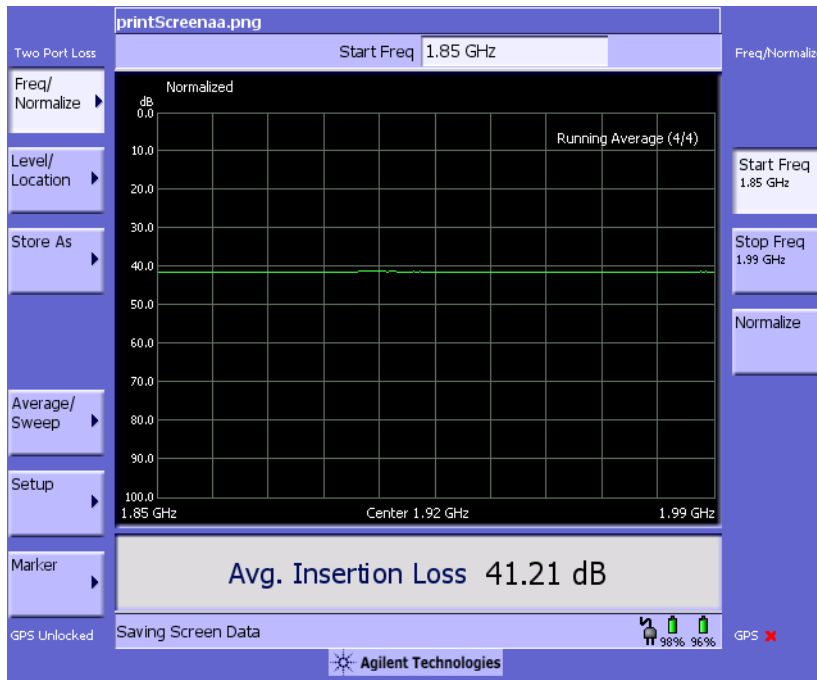 printScreenaa.png
Two Port Loss
Start Freq 1.85 GHz
Freq/Normaliz
Freq/
Normalize
Level/
Location
Store As
Average/
Sweep
Setup
Marker
GPS Unlocked
Normalized
dB
0.0
Running Average (4/4)
10.0
20.0
30.0
40.0
50.0
60.0
70.0
80.0
90.0
100.0
1.85 GHz Center 1.92 GHz 1.99 GHz
Avg. Insertion Loss 41.21 dB
Saving Screen Data
98% 96%
Agilent Technologies
Start Freq
1.85 GHz
Stop Freq
1.99 GHz
Normalize
GPS